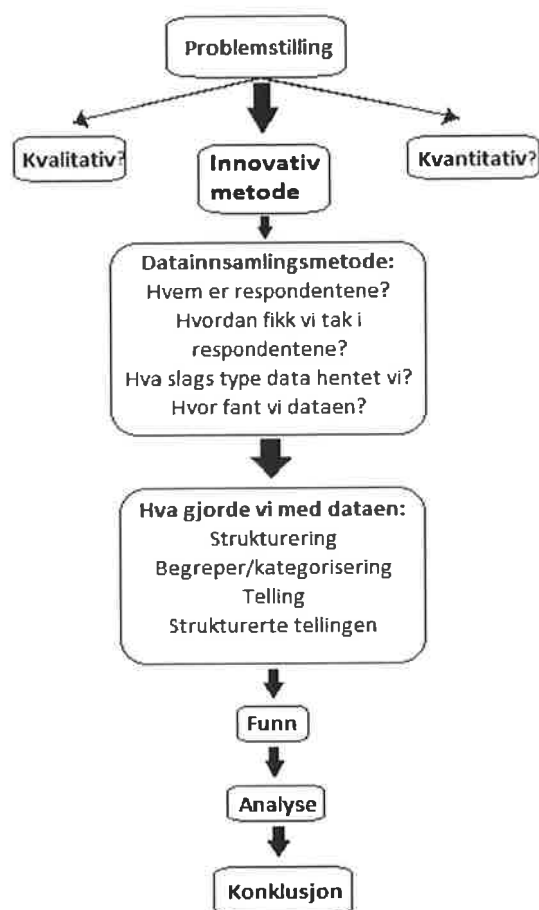 Problemstilling
Kvalitativ?
Innovativ
metode
Kvantitativ?
Datainnsamlingsmetode:
Hvem er respondentene?
Hvordan fikk vi tak i
respondentene?
Hva slags type data hentet vi?
Hvor fant vi dataen?
Hva gjorde vi med dataen:
Strukturering
Begreper/kategorisering
Telling
Strukturerte tellingen
Funn
Analyse
Konklusjon